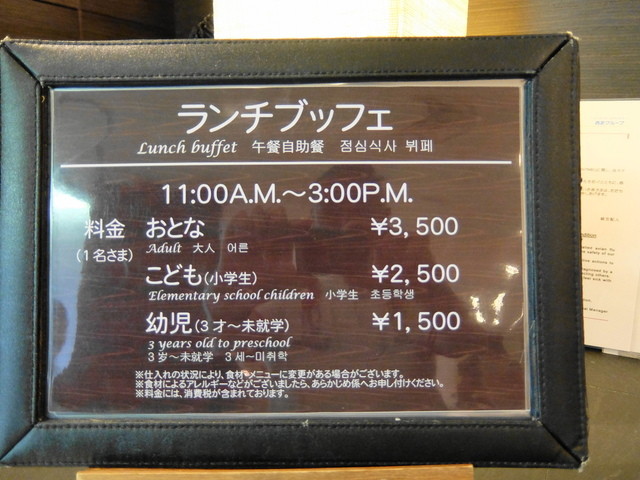 ランチブッフェ
Lunch buffet 午餐自助餐 점심식사 뷔페
11:00A.M.～3:00P.M.
料金 おとな ¥3,500
(1名さま) Adult 大人 어른
こども(小学生) ¥2,500
Elementary school children 小学生 초등학생
幼児(3才～未就学) ¥1,500
3 years old to preschool
3岁～未就学 3세～미취학
※仕入れの状況により、食材・メニューに変更がある場合がございます。
※食材によるアレルギーなどがございましたら、あらかじめ係へお申し付けください。
※料金には、消費税が含まれております。